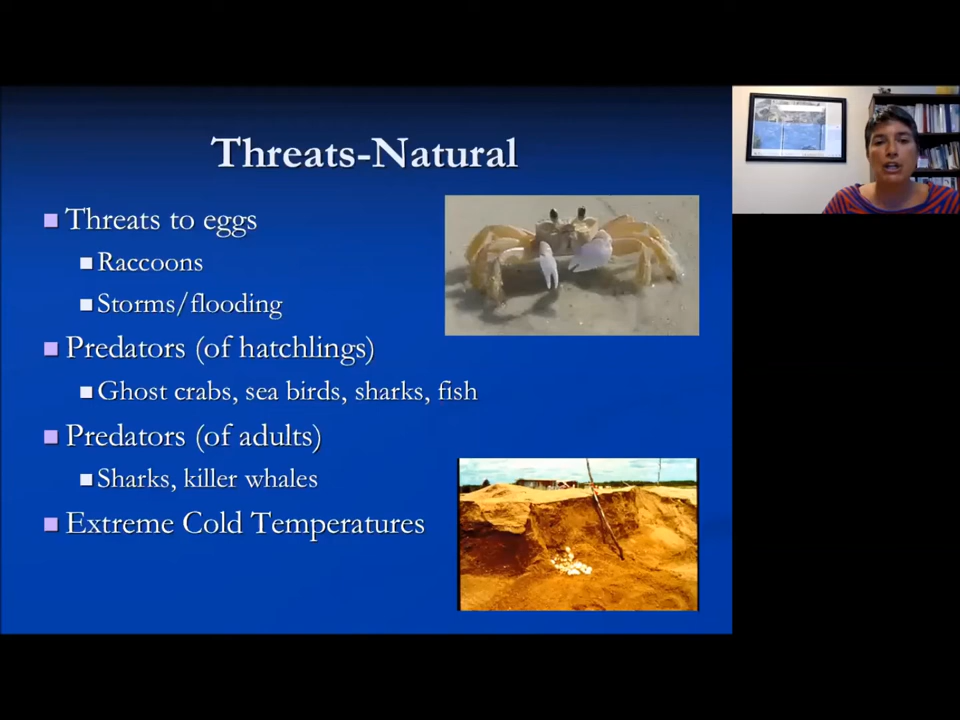 Threats-Natural
Threats to eggs
Raccoons
Storms/flooding
Predators (of hatchlings)
Ghost crabs, sea birds, sharks, fish
Predators (of adults)
Sharks, killer whales
Extreme Cold Temperatures